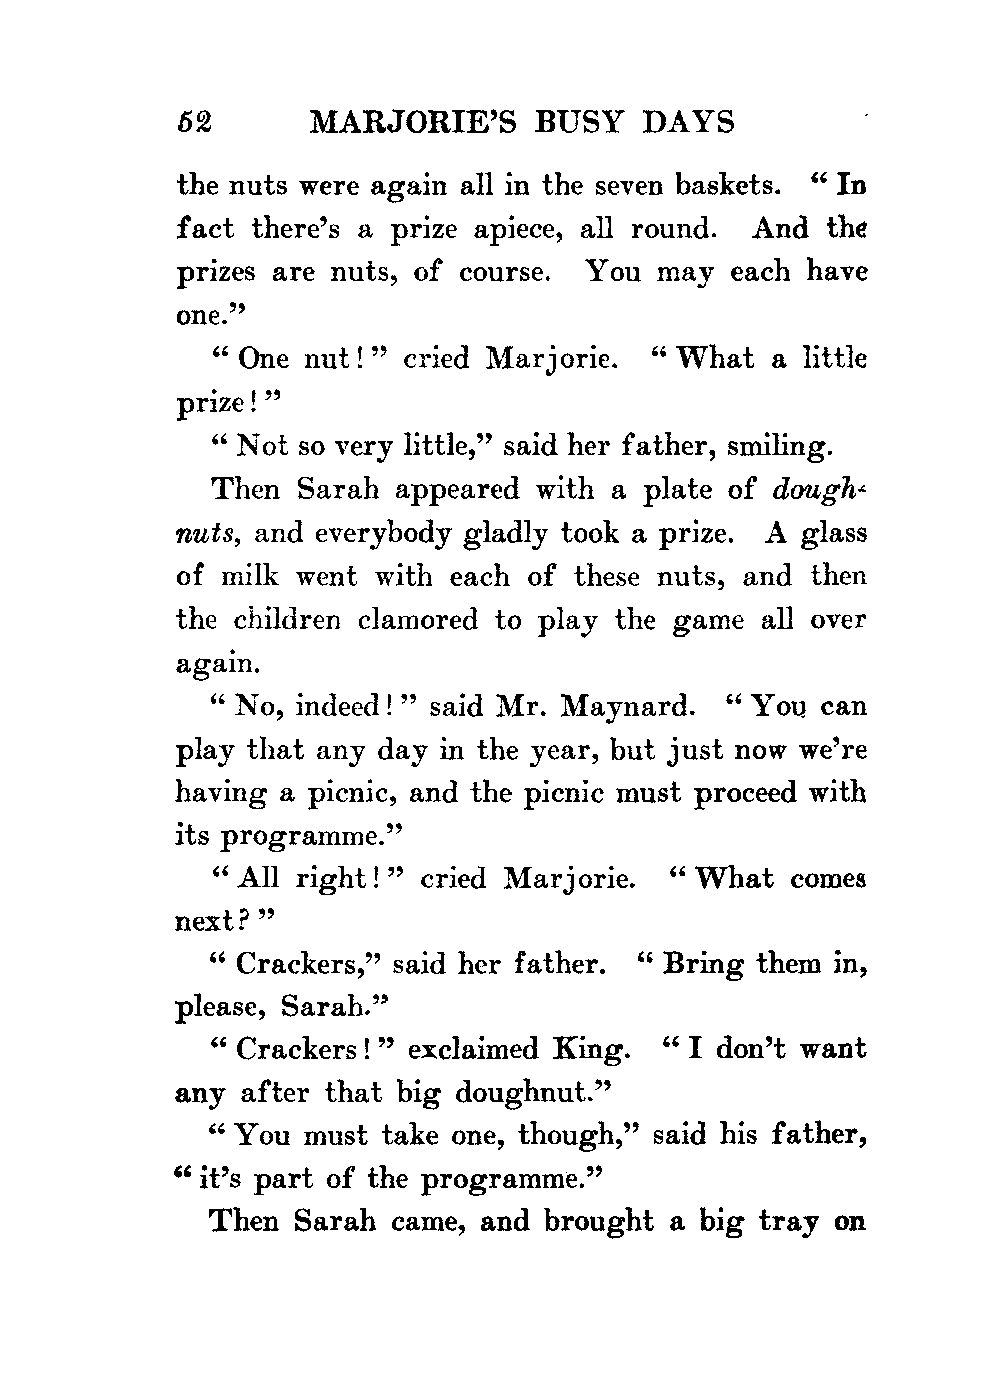 52 MARJORIE'S BUSY DAYS
the nuts were again all in the seven baskets. “ In
fact there's a prize apiece, all round. And the
prizes are nuts, of course. You may each have
one.”
“ One nut! ” cried Marjorie. “ What a little
prize! ”
“ Not so very little,” said her father, smiling.
Then Sarah appeared with a plate of dough-
nuts, and everybody gladly took a prize. A glass
of milk went with each of these nuts, and then
the children clamored to play the game all over
again.
“ No, indeed! ” said Mr. Maynard. “ You can
play that any day in the year, but just now we're
having a picnic, and the picnic must proceed with
its programme.”
“ All right! ” cried Marjorie. “ What comes
next? ”
“ Crackers,” said her father. “ Bring them in,
please, Sarah.”
“ Crackers! ” exclaimed King. “ I don't want
any after that big doughnut.”
“ You must take one, though,” said his father,
“ it's part of the programme.”
Then Sarah came, and brought a big tray on